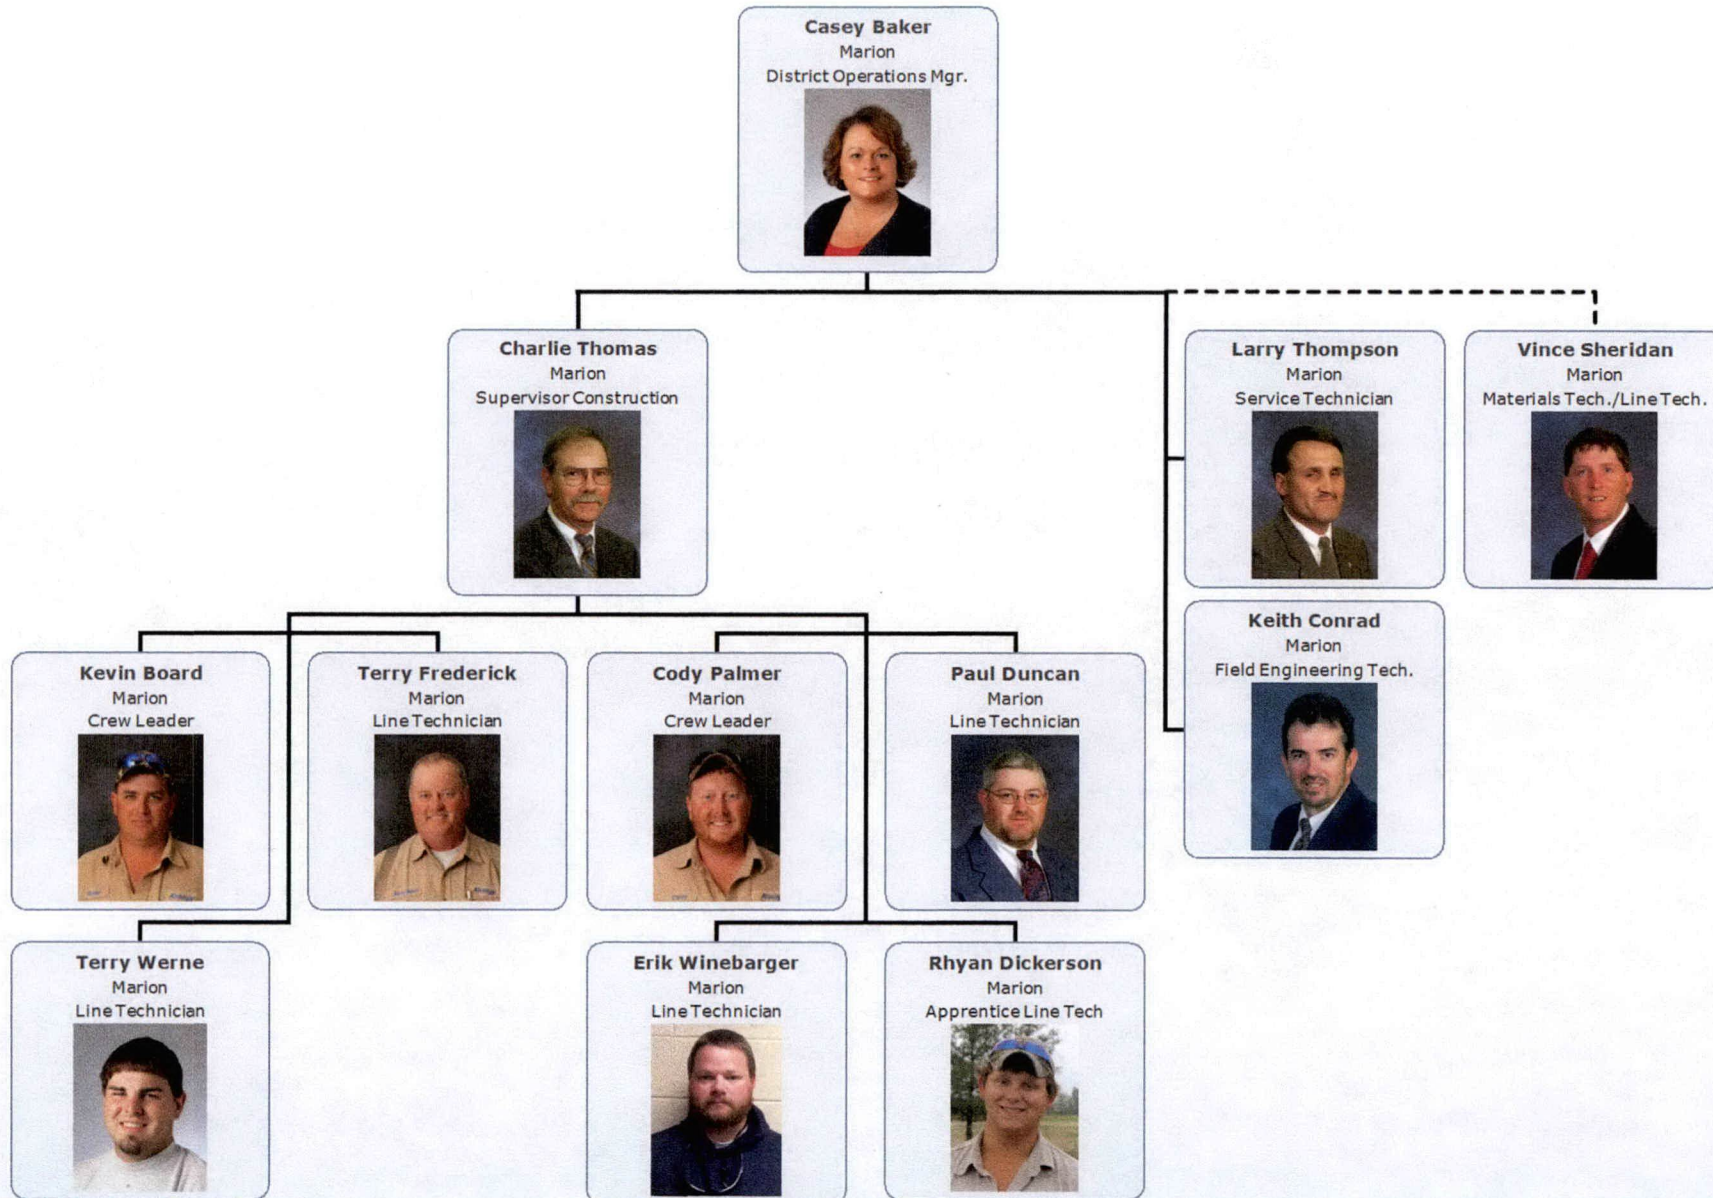 Casey Baker
Marion
District Operations Mgr.
Charlie Thomas
Marion
Supervisor Construction
Larry Thompson
Marion
Service Technician
Vince Sheridan
Marion
Materials Tech./Line Tech.
Keith Conrad
Marion
Field Engineering Tech.
Kevin Board
Marion
Crew Leader
Terry Frederick
Marion
Line Technician
Cody Palmer
Marion
Crew Leader
Paul Duncan
Marion
Line Technician
Terry Werne
Marion
Line Technician
Erik Winebarger
Marion
Line Technician
Rhyan Dickerson
Marion
Apprentice Line Tech